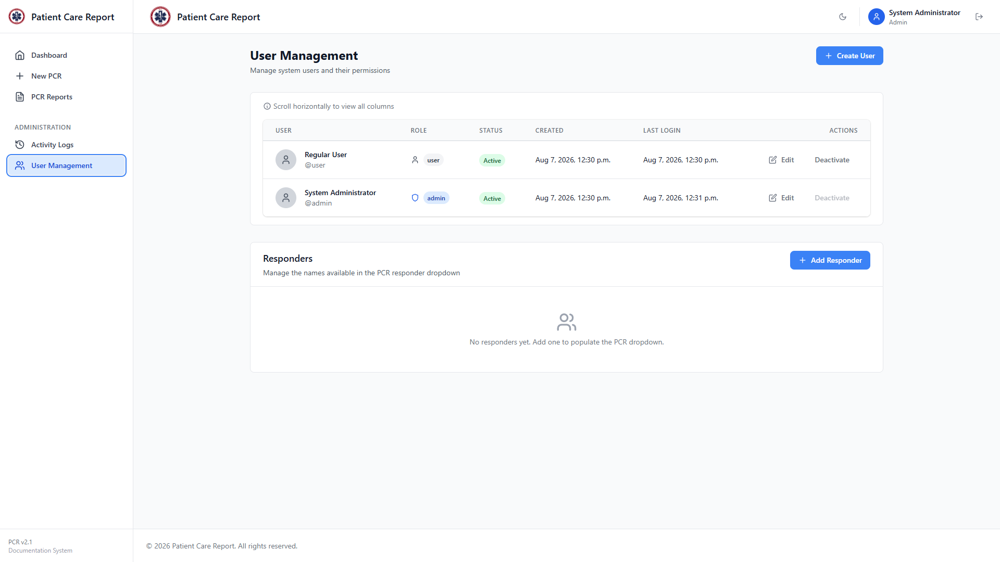 Patient Care Report
Patient Care Report
System Administrator
Admin
Dashboard
New PCR
PCR Reports
ADMINISTRATION
Activity Logs
User Management
User Management
Manage system users and their permissions
Create User
Scroll horizontally to view all columns
USER ROLE STATUS CREATED LAST LOGIN ACTIONS
Regular User
@user
user Active Aug 7, 2026, 12:30 p.m. Aug 7, 2026, 12:30 p.m. Edit Deactivate
System Administrator
@admin
admin Active Aug 7, 2026, 12:30 p.m. Aug 7, 2026, 12:31 p.m. Edit Deactivate
Responders
Manage the names available in the PCR responder dropdown
Add Responder
No responders yet. Add one to populate the PCR dropdown.
PCR v2.1
Documentation System
© 2026 Patient Care Report. All rights reserved.